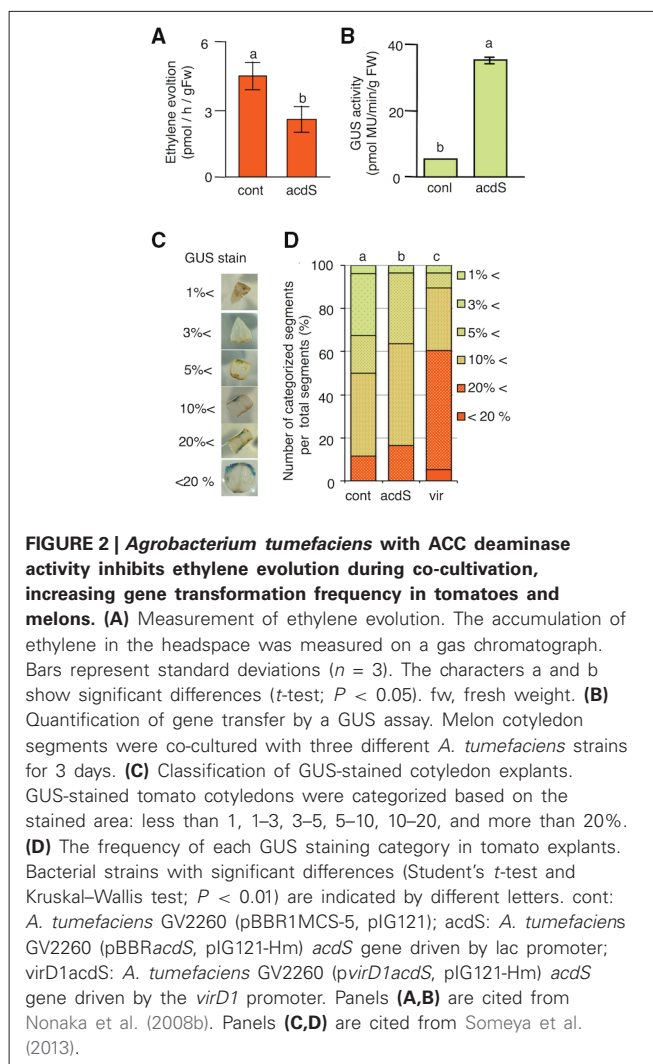 A
Ethylene evoltion
(pmol / h / gFw)
6
3
0
a
b
cont
acdS
B
GUS activity
(pmol MU/min/g FW)
40
20
0
b
a
conl
acdS
C
GUS stain
1%<
3%<
5%<
10%<
20%<
<20 %
D
Number of categorized segments
per total segments (%)
100
80
60
40
20
0
a
b
c
cont
acdS
vir
1% <
3% <
5% <
10% <
20% <
< 20 %
FIGURE 2 | Agrobacterium tumefaciens with ACC deaminase
activity inhibits ethylene evolution during co-cultivation,
increasing gene transformation frequency in tomatoes and
melons. (A) Measurement of ethylene evolution. The accumulation of
ethylene in the headspace was measured on a gas chromatograph.
Bars represent standard deviations (n = 3). The characters a and b
show significant differences (t-test; P < 0.05). fw, fresh weight. (B)
Quantification of gene transfer by a GUS assay. Melon cotyledon
segments were co-cultured with three different A. tumefaciens strains
for 3 days. (C) Classification of GUS-stained cotyledon explants.
GUS-stained tomato cotyledons were categorized based on the
stained area: less than 1, 1–3, 3–5, 5–10, 10–20, and more than 20%.
(D) The frequency of each GUS staining category in tomato explants.
Bacterial strains with significant differences (Student's t-test and
Kruskal–Wallis test; P < 0.01) are indicated by different letters. cont:
A. tumefaciens GV2260 (pBBR1MCS-5, pIG121); acdS: A. tumefaciens
GV2260 (pBBRacdS, pIG121-Hm) acdS gene driven by lac promoter;
virD1acdS: A. tumefaciens GV2260 (pvirD1acdS, pIG121-Hm) acdS
gene driven by the virD1 promoter. Panels (A,B) are cited from
Nonaka et al. (2008b). Panels (C,D) are cited from Someya et al.
(2013).